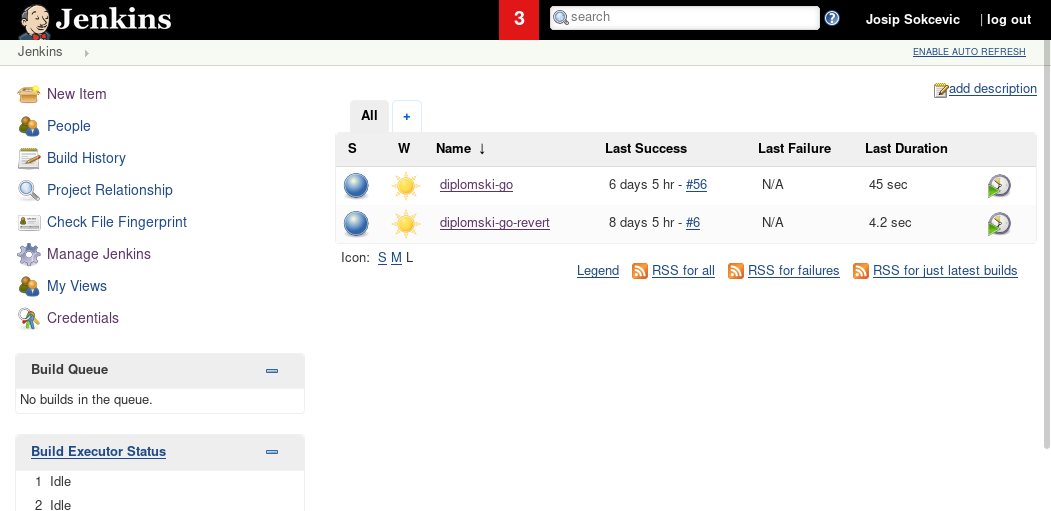 Jenkins
3
search
?
Josip Sokcevic | log out
Jenkins
ENABLE AUTO REFRESH
New Item
People
Build History
Project Relationship
Check File Fingerprint
Manage Jenkins
My Views
Credentials
Build Queue
No builds in the queue.
Build Executor Status
1 Idle
2 Idle
add description
All +
S W Name ↓ Last Success Last Failure Last Duration
diplomski-go 6 days 5 hr - #56 N/A 45 sec
diplomski-go-revert 8 days 5 hr - #6 N/A 4.2 sec
Icon: S M L
Legend RSS for all RSS for failures RSS for just latest builds